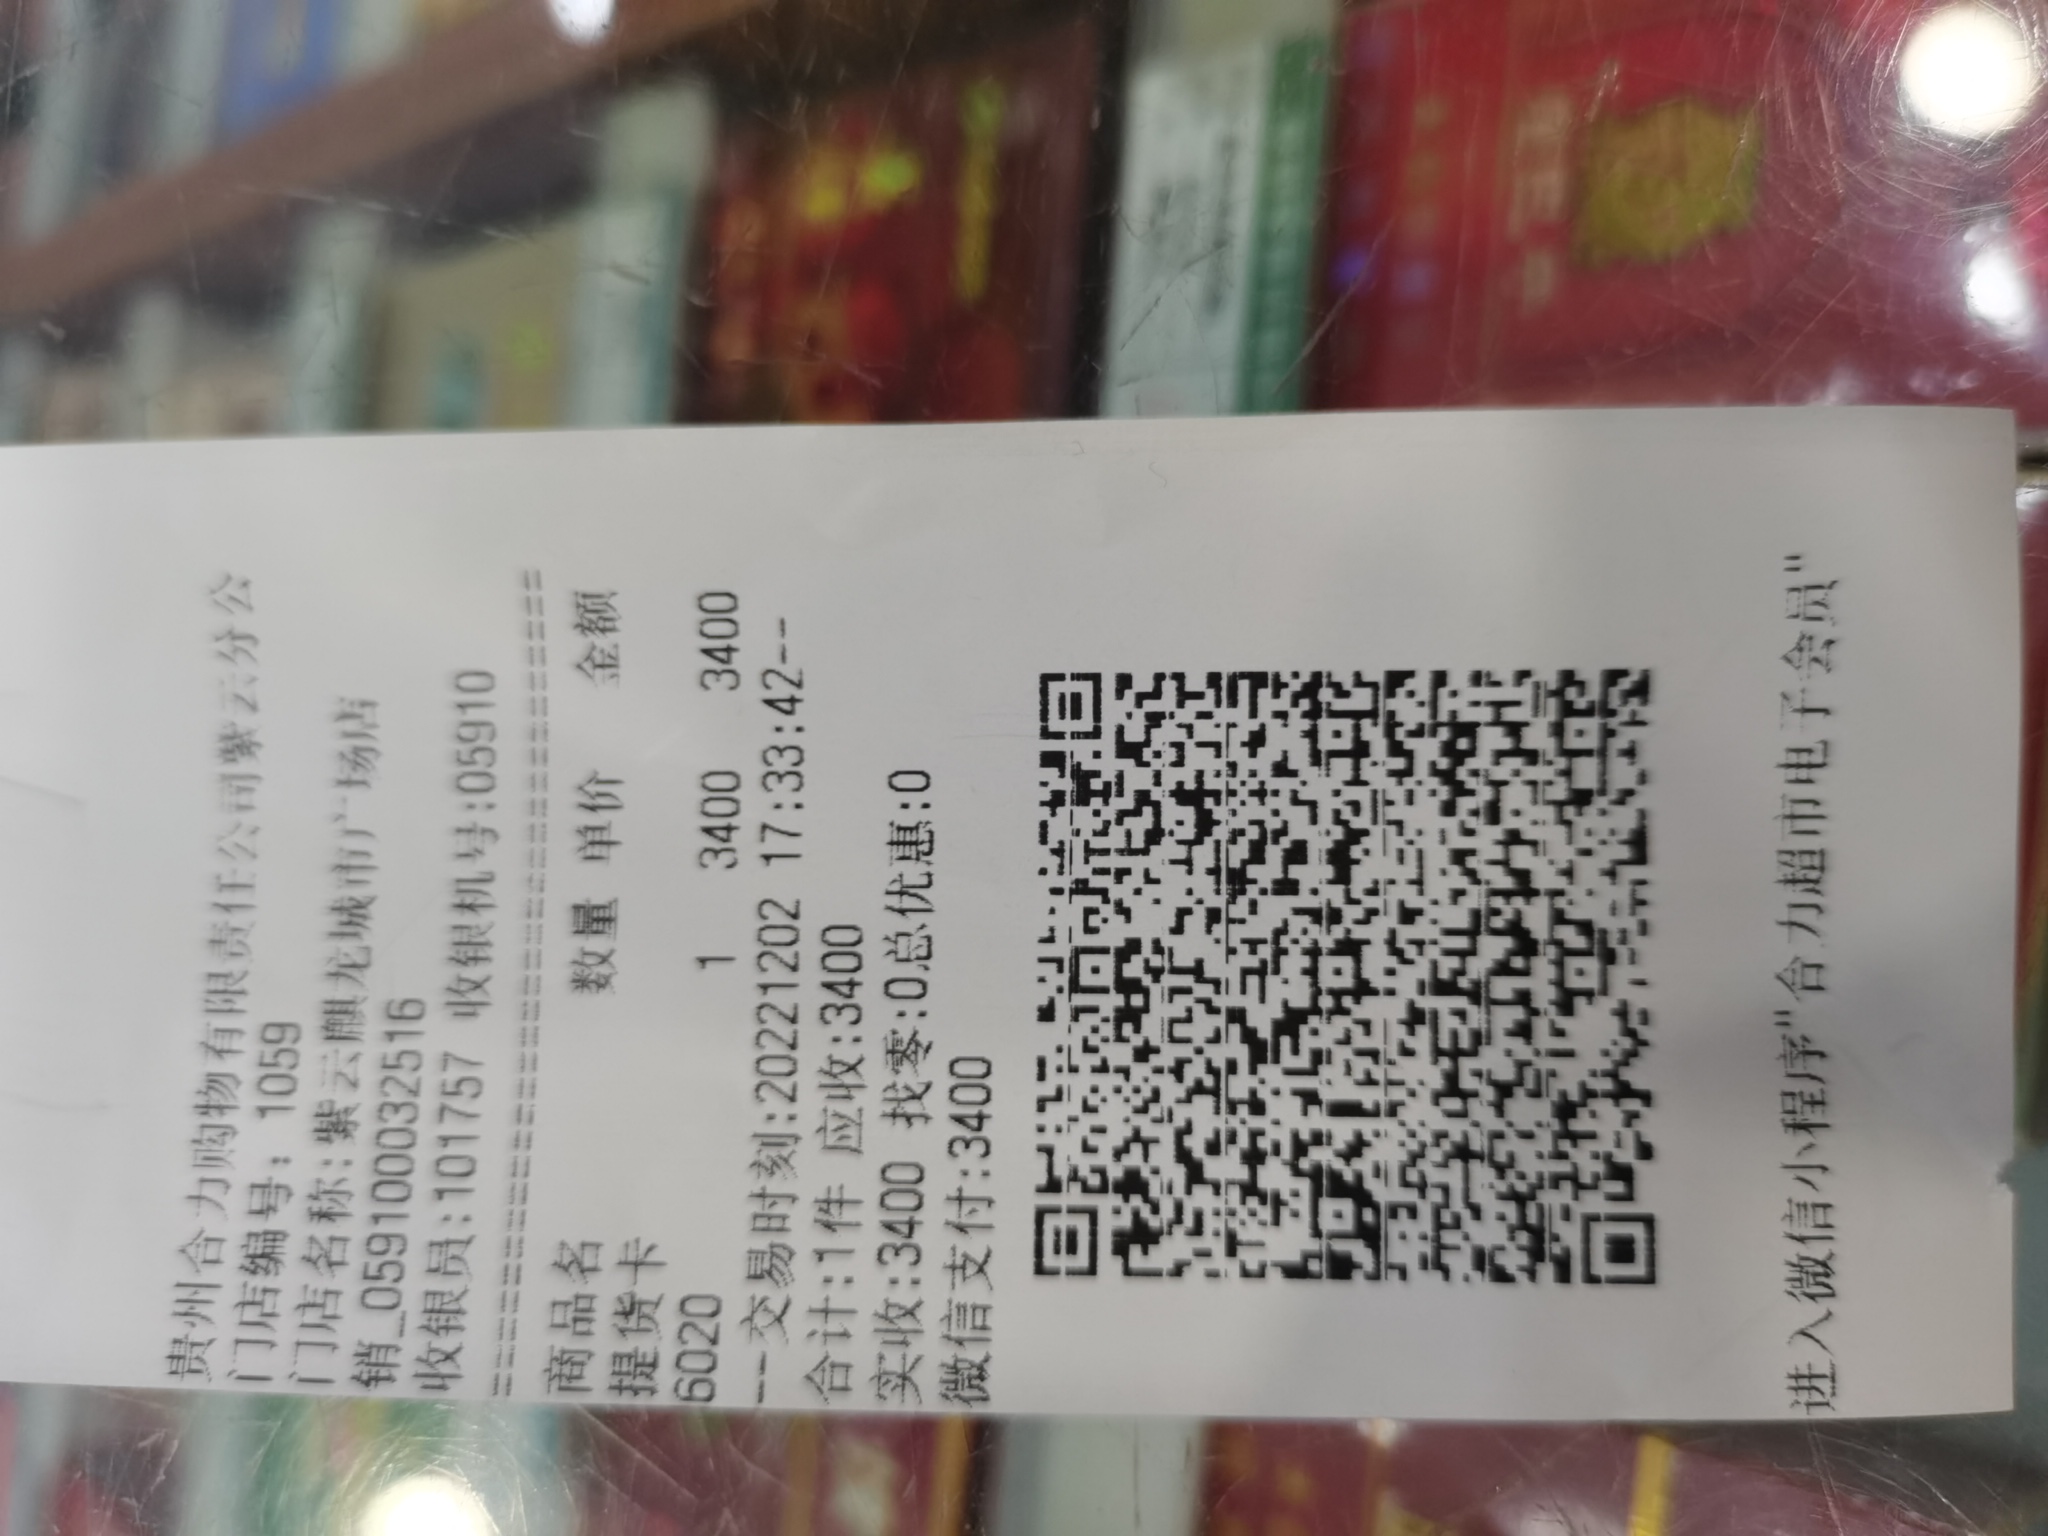 贵州合力购物有限责任公司紫云分公
门店编号：1059
门店名称:紫云麒龙城市广场店
销_0591000032516
收银员:101757 收银机号:05910
================================
商品名 数量 单价 金额
提货卡
6020 1 3400 3400
--交易时刻:20221202 17:33:42--
合计:1件 应收:3400
实收:3400 找零:0总优惠:0
微信支付:3400
进入微信小程序"合力超市电子会员"